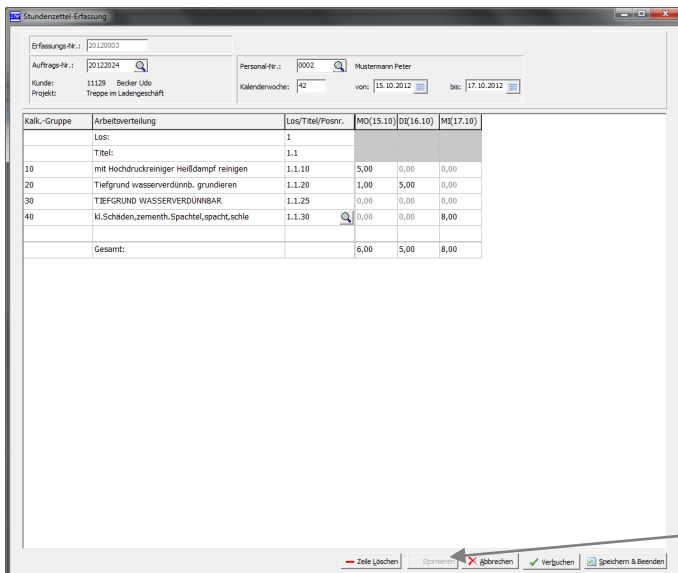 Stundenzettel-Erfassung
Erfassungs-Nr.: 20120003
Auftrags-Nr.: 20122024 Personal-Nr.: 0002 Mustermann Peter
Kunde: 11129 Becker Udo Kalenderwoche: 42 von: 15.10.2012 bis: 17.10.2012
Projekt: Treppe im Ladengeschäft
Kalk.-Gruppe Arbeitsverteilung Los/Titel/Posnr. MO(15.10) DI(16.10) MI(17.10)
Los: 1
Titel: 1.1
10 mit Hochdruckreiniger Heißdampf reinigen 1.1.10 5,00 0,00 0,00
20 Tiefgrund wasserverdünnb. grundieren 1.1.20 1,00 5,00 0,00
30 TIEFGRUND WASSERVERDÜNNBAR 1.1.25 0,00 0,00 0,00
40 kl.Schäden,zementh.Spachtel,spacht,schle 1.1.30 0,00 0,00 8,00
Gesamt: 6,00 5,00 8,00
Zeile Löschen Stornieren Abbrechen Verbuchen Speichern & Beenden